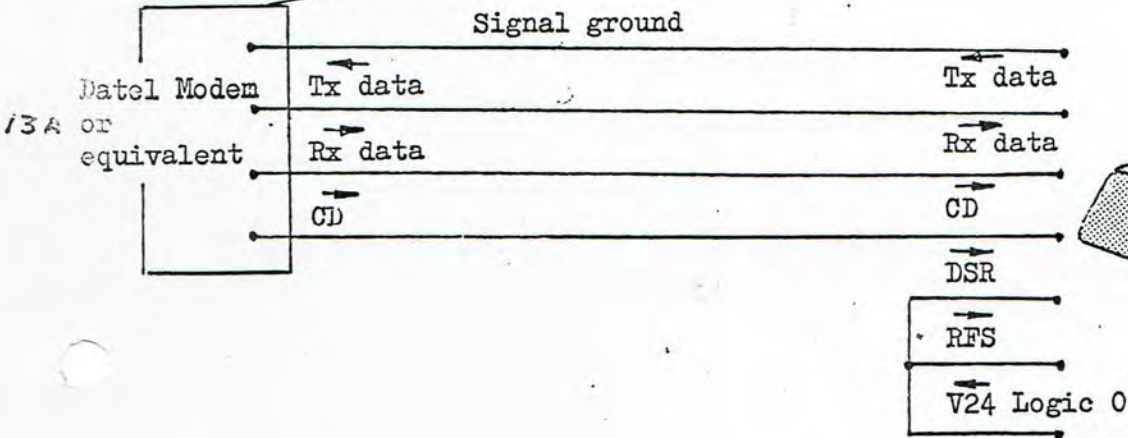 Signal ground
Datel Modem
13A or
equivalent
Tx data
Tx data
Rx data
Rx data
CD
CD
DSR
RFS
V24 Logic 0